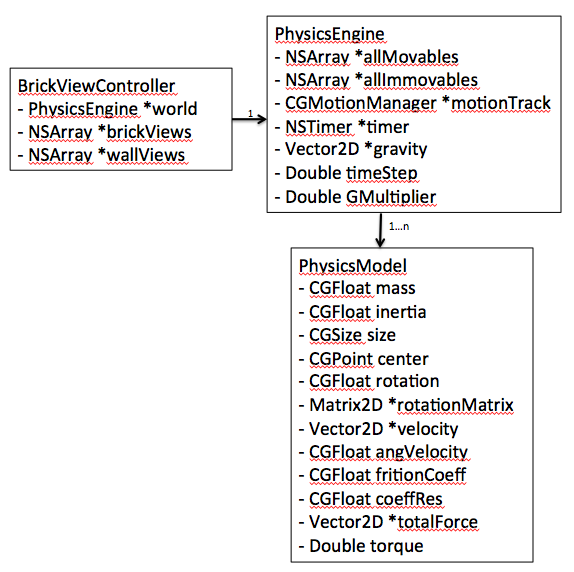 BrickViewController
- PhysicsEngine *world
- NSArray *brickViews
- NSArray *wallViews
1
PhysicsEngine
- NSArray *allMovables
- NSArray *allImmovables
- CGMotionManager *motionTrack
- NSTimer *timer
- Vector2D *gravity
- Double timeStep
- Double GMultiplier
1...n
PhysicsModel
- CGFloat mass
- CGFloat inertia
- CGSize size
- CGPoint center
- CGFloat rotation
- Matrix2D *rotationMatrix
- Vector2D *velocity
- CGFloat angVelocity
- CGFloat fritionCoeff
- CGFloat coeffRes
- Vector2D *totalForce
- Double torque